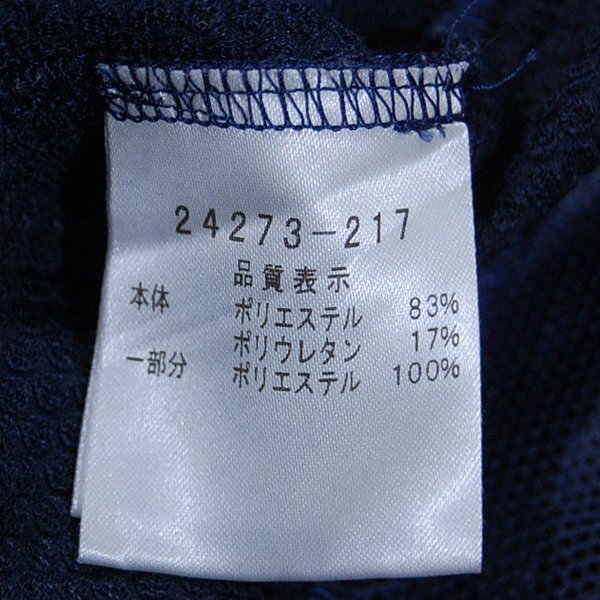 24273-217
品質表示
本体 ポリエステル 83%
ポリウレタン 17%
一部分 ポリエステル 100%